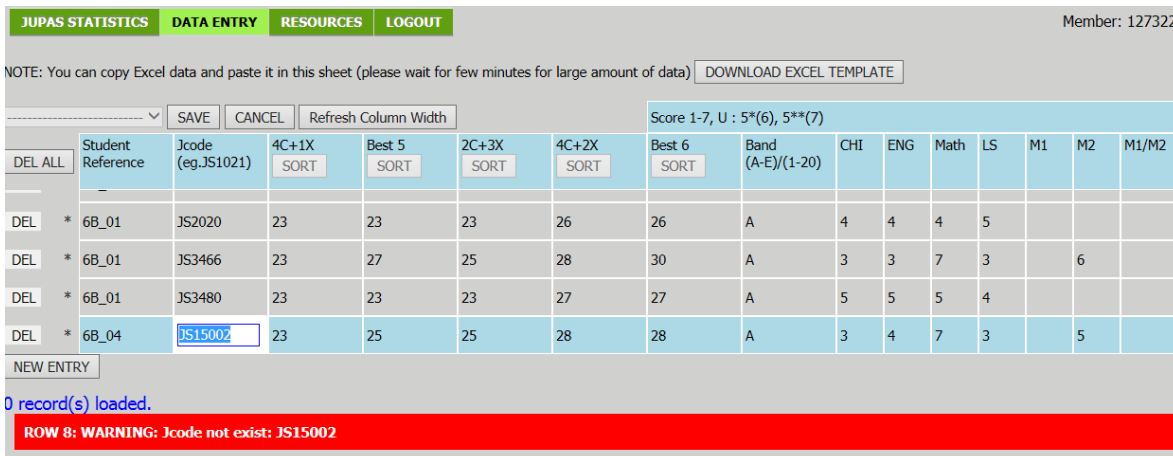 JUPAS STATISTICS DATA ENTRY RESOURCES LOGOUT Member: 127322
NOTE: You can copy Excel data and paste it in this sheet (please wait for few minutes for large amount of data) DOWNLOAD EXCEL TEMPLATE
-------------------------- SAVE CANCEL Refresh Column Width Score 1-7, U : 5*(6), 5**(7)
DEL ALL Student Reference Jcode (eg.JS1021) 4C+1X SORT Best 5 SORT 2C+3X SORT 4C+2X SORT Best 6 SORT Band (A-E)/(1-20) CHI ENG Math LS M1 M2 M1/M2
DEL * 6B_01 JS2020 23 23 23 26 26 A 4 4 4 5
DEL * 6B_01 JS3466 23 27 25 28 30 A 3 3 7 3 6
DEL * 6B_01 JS3480 23 23 23 27 27 A 5 5 5 4
DEL * 6B_04 JS15002 23 25 25 28 28 A 3 4 7 3 5
NEW ENTRY
0 record(s) loaded.
ROW 8: WARNING: Jcode not exist: JS15002